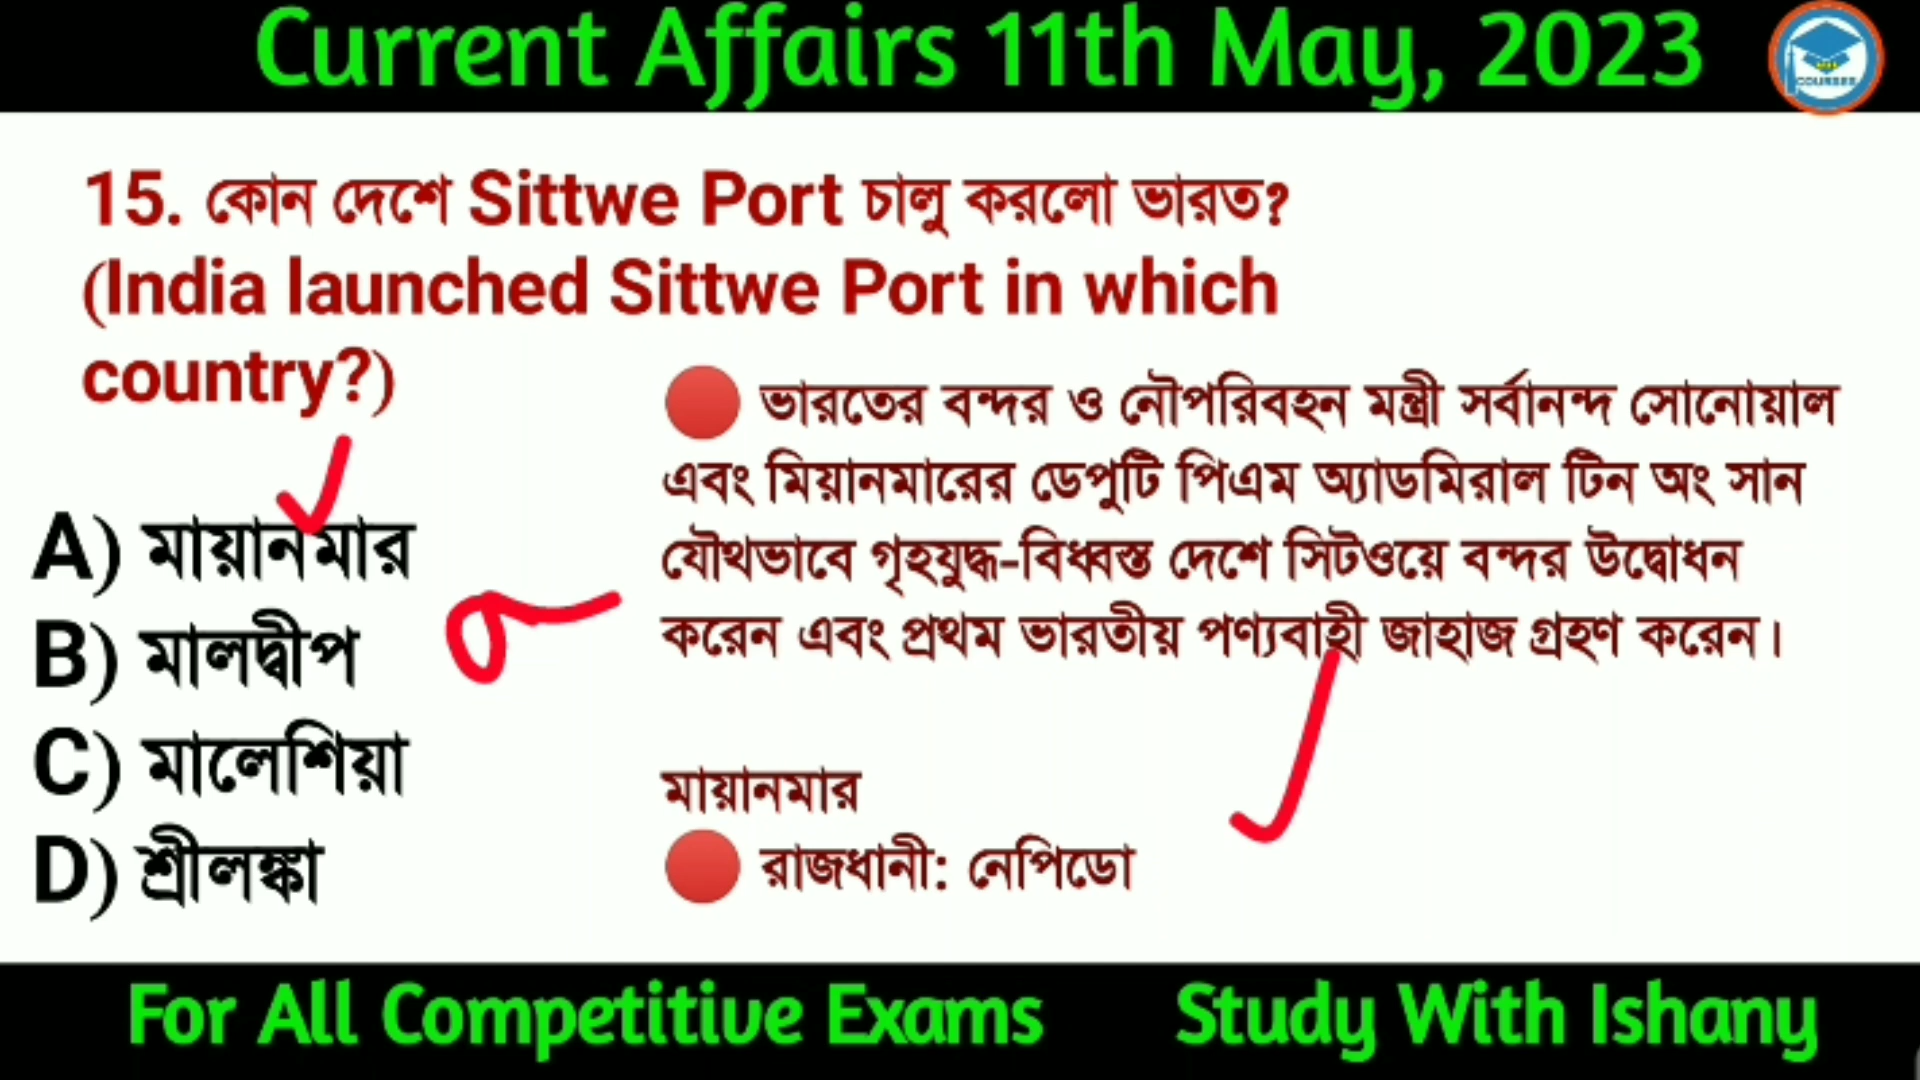 Current Affairs 11th May, 2023
COURSES
15. কোন দেশে Sittwe Port চালু করলো ভারত?
(India launched Sittwe Port in which
country?)
A) মায়ানমার
B) মালদ্বীপ
C) মালেশিয়া
D) শ্রীলঙ্কা
ভারতের বন্দর ও নৌপরিবহন মন্ত্রী সর্বানন্দ সোনোয়াল
এবং মিয়ানমারের ডেপুটি পিএম অ্যাডমিরাল টিন অং সান
যৌথভাবে গৃহযুদ্ধ-বিধ্বস্ত দেশে সিটওয়ে বন্দর উদ্বোধন
করেন এবং প্রথম ভারতীয় পণ্যবাহী জাহাজ গ্রহণ করেন।
মায়ানমার
রাজধানী: নেপিডো
For All Competitive Exams Study With Ishany